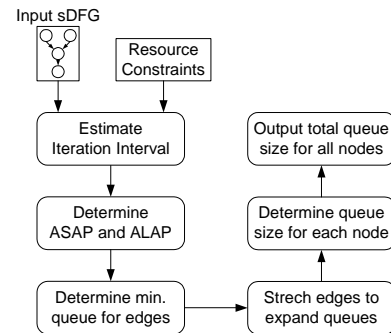 Input sDFG
Resource
Constraints
Estimate
Iteration Interval
Determine
ASAP and ALAP
Determine min.
queue for edges
Strech edges to
expand queues
Determine queue
size for each node
Output total queue
size for all nodes